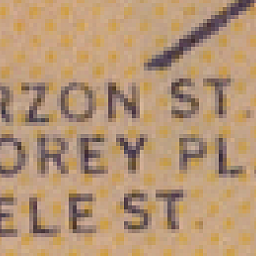 RZON ST.
OREY PL.
ELE ST.